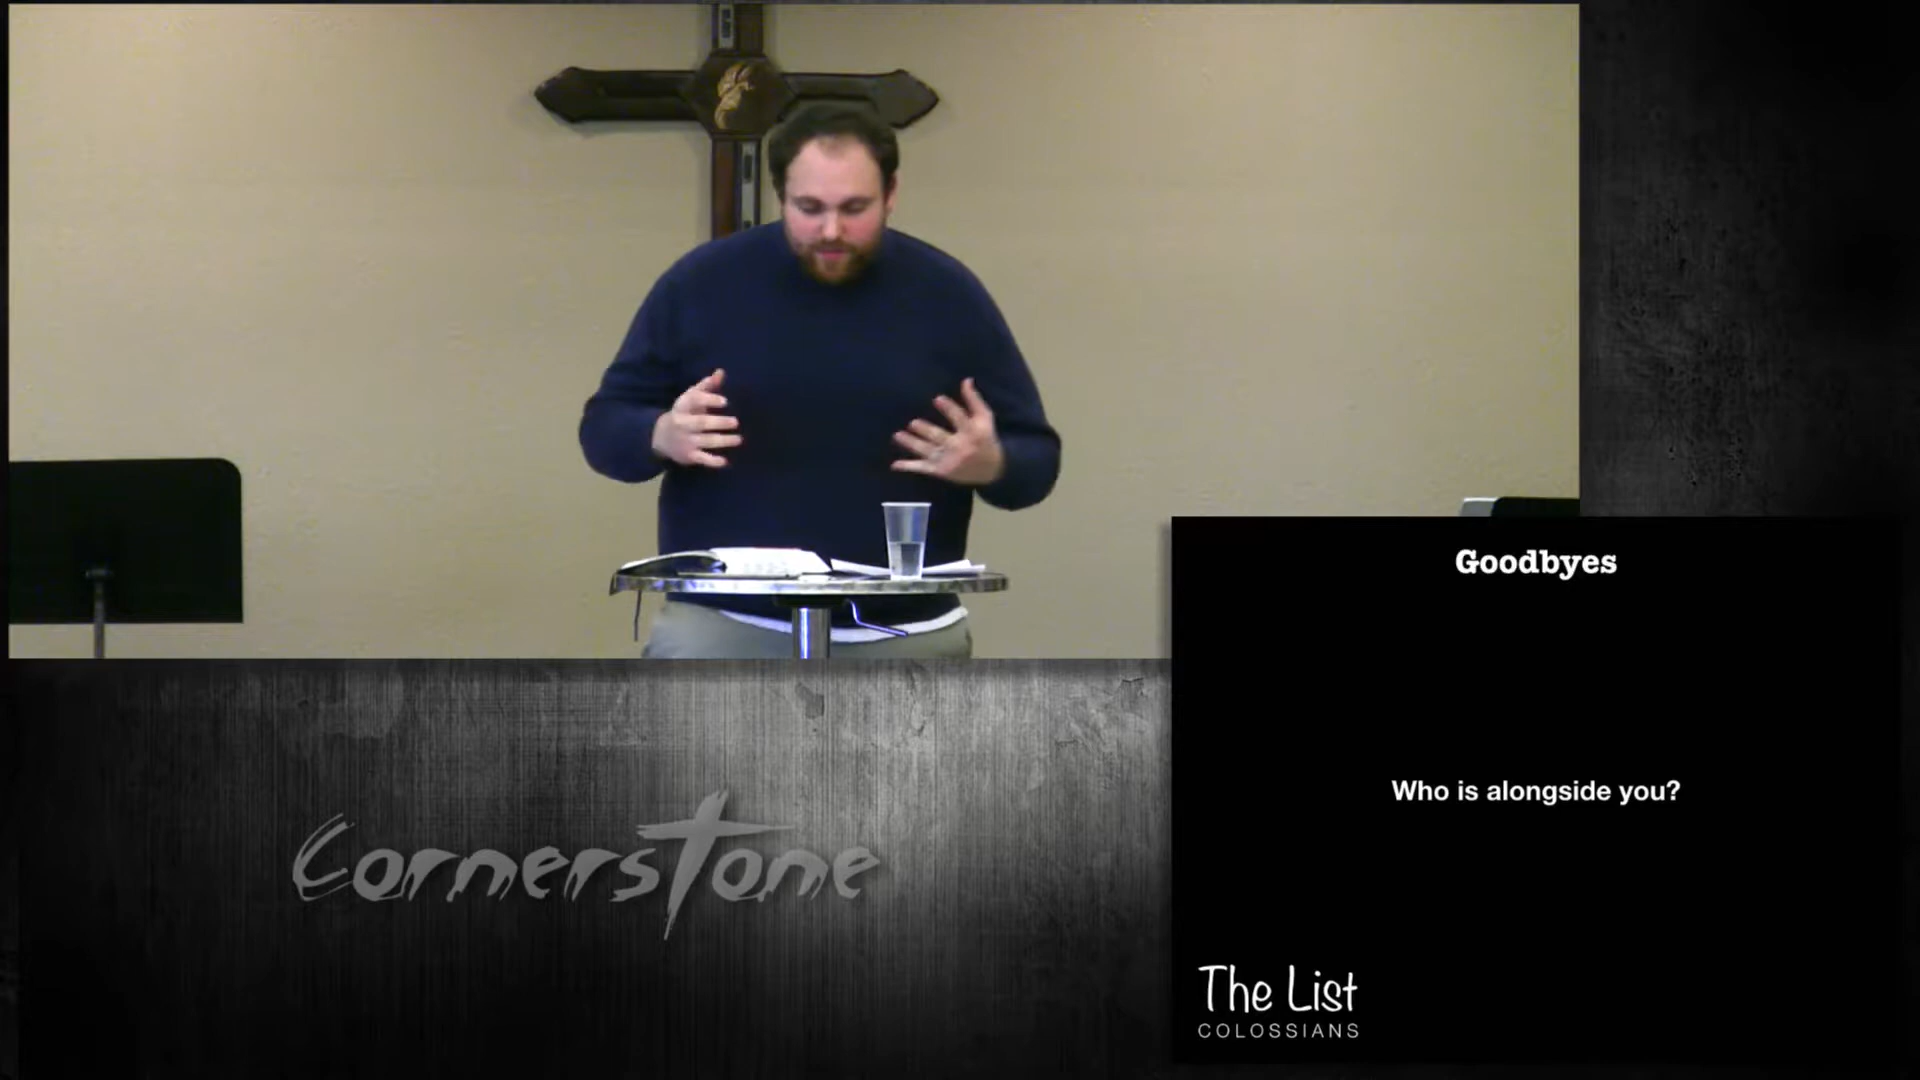 Goodbyes
Who is alongside you?
Cornerstone
The List
COLOSSIANS